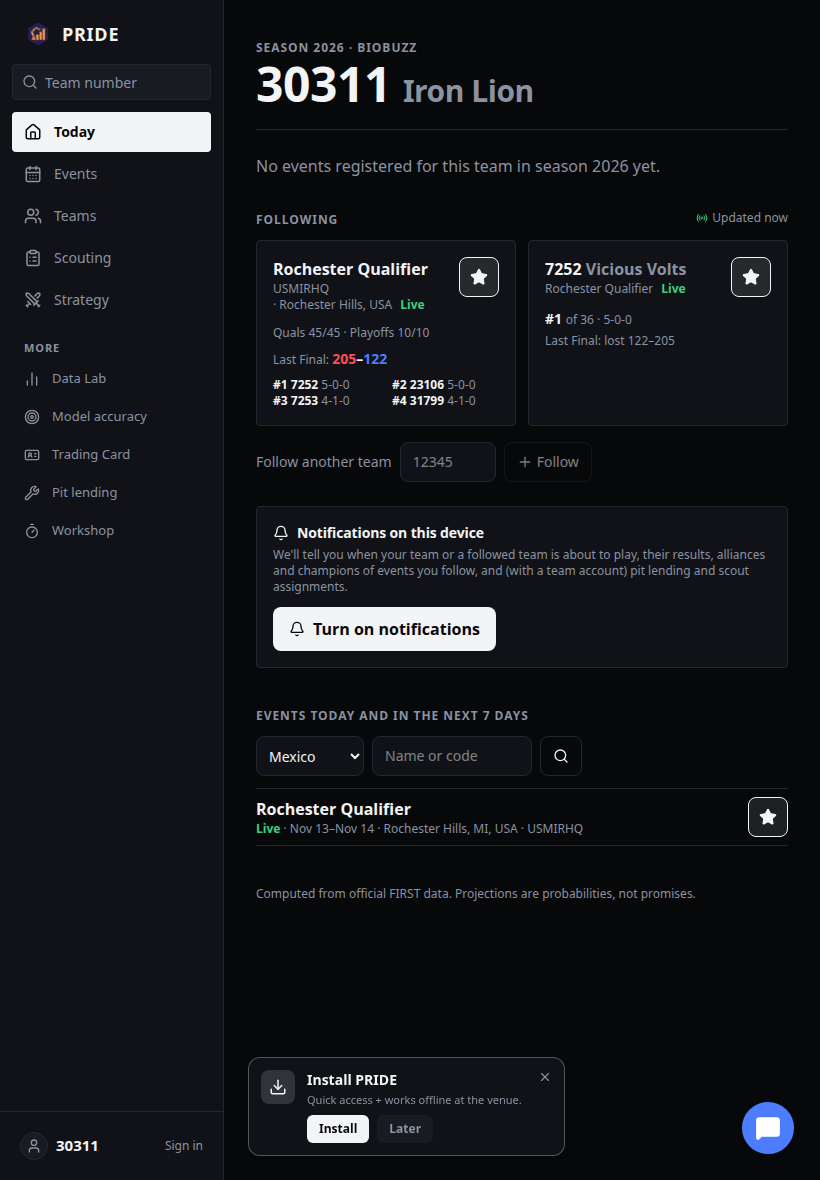 PRIDE
Team number
Today
Events
Teams
Scouting
Strategy
MORE
Data Lab
Model accuracy
Trading Card
Pit lending
Workshop
30311 Sign in
SEASON 2026 · BIOBUZZ
30311 Iron Lion
No events registered for this team in season 2026 yet.
FOLLOWING
Updated now
Rochester Qualifier
USMIRHQ
· Rochester Hills, USA Live
Quals 45/45 · Playoffs 10/10
Last Final: 205–122
#1 7252 5-0-0 #2 23106 5-0-0
#3 7253 4-1-0 #4 31799 4-1-0
7252 Vicious Volts
Rochester Qualifier Live
#1 of 36 · 5-0-0
Last Final: lost 122–205
Follow another team 12345 Follow
Notifications on this device
We'll tell you when your team or a followed team is about to play, their results, alliances
and champions of events you follow, and (with a team account) pit lending and scout
assignments.
Turn on notifications
EVENTS TODAY AND IN THE NEXT 7 DAYS
Mexico Name or code
Rochester Qualifier
Live · Nov 13–Nov 14 · Rochester Hills, MI, USA · USMIRHQ
Computed from official FIRST data. Projections are probabilities, not promises.
Install PRIDE
Quick access + works offline at the venue.
Install Later